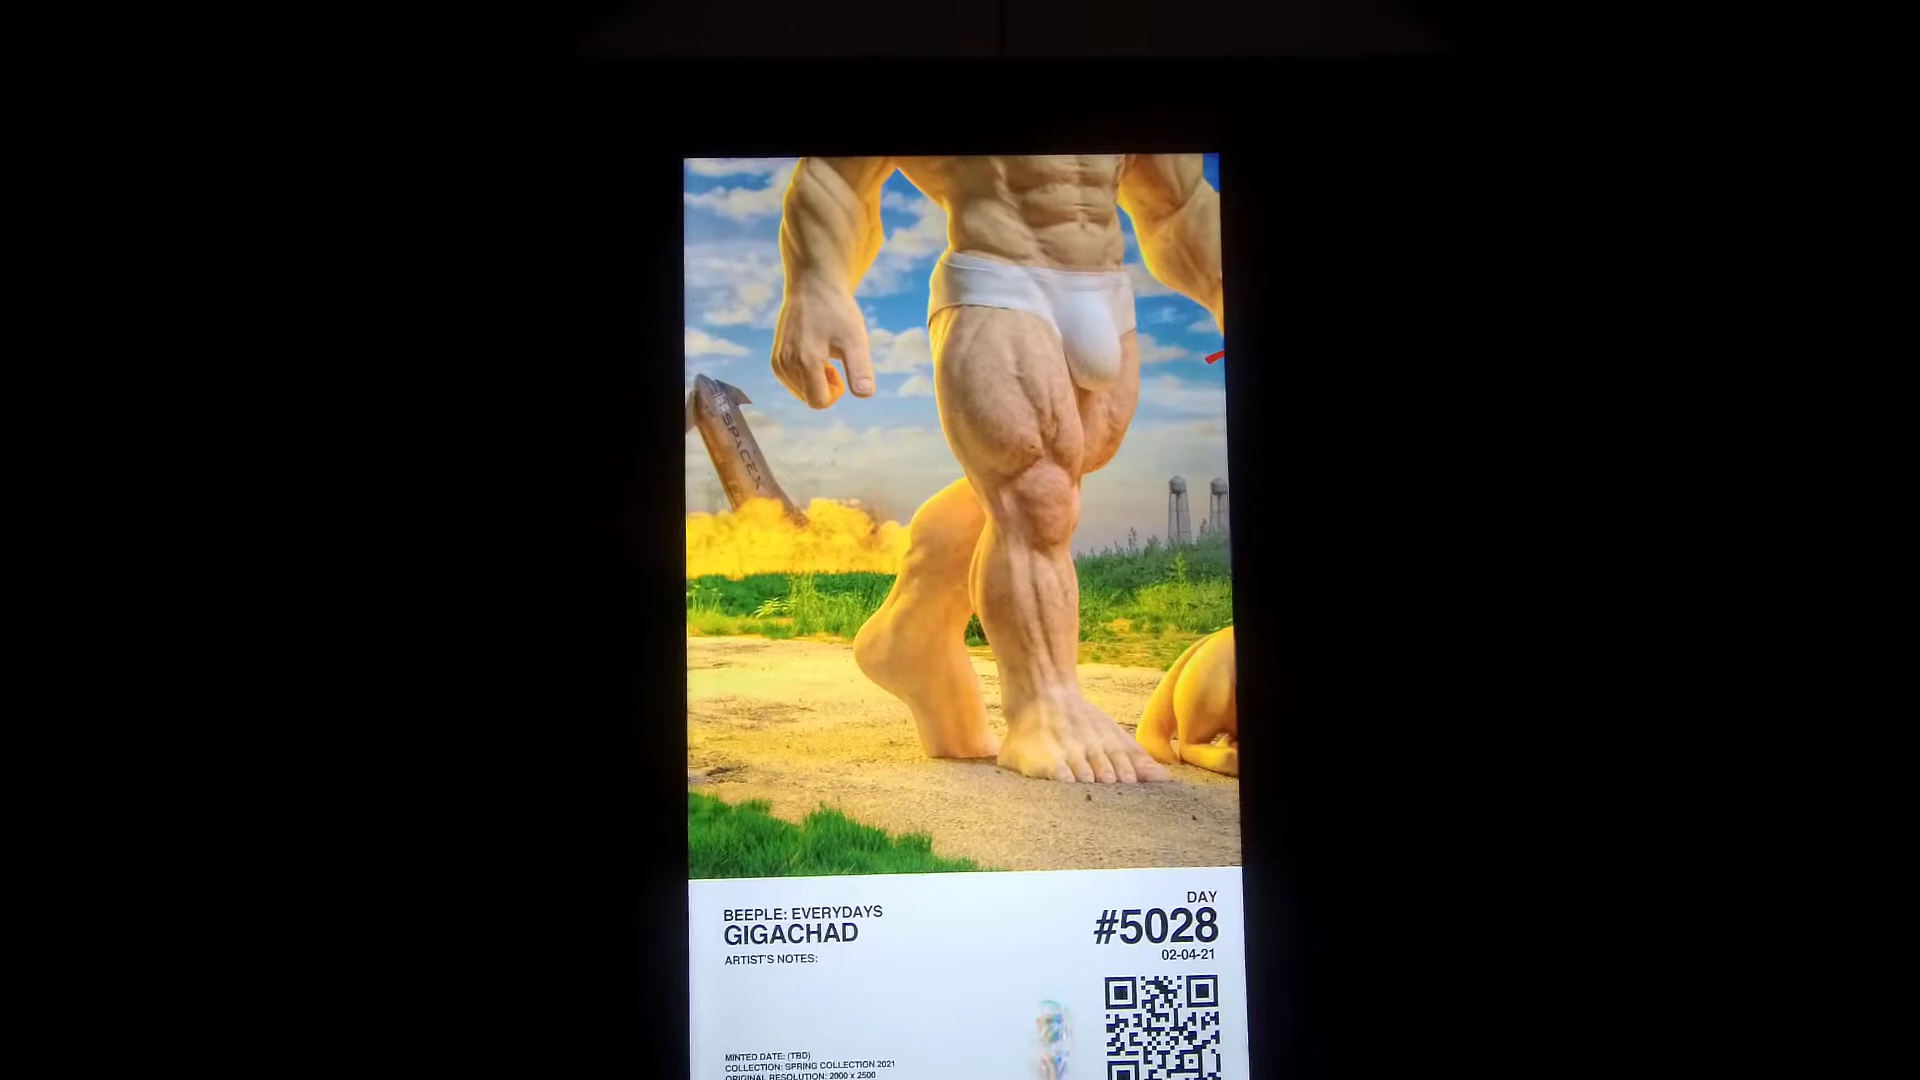 SPACEX
BEEPLE: EVERYDAYS
GIGACHAD
ARTIST'S NOTES:
DAY
#5028
02-04-21
MINTED DATE: (TBD)
COLLECTION: SPRING COLLECTION 2021
ORIGINAL RESOLUTION: 2000 x 2500